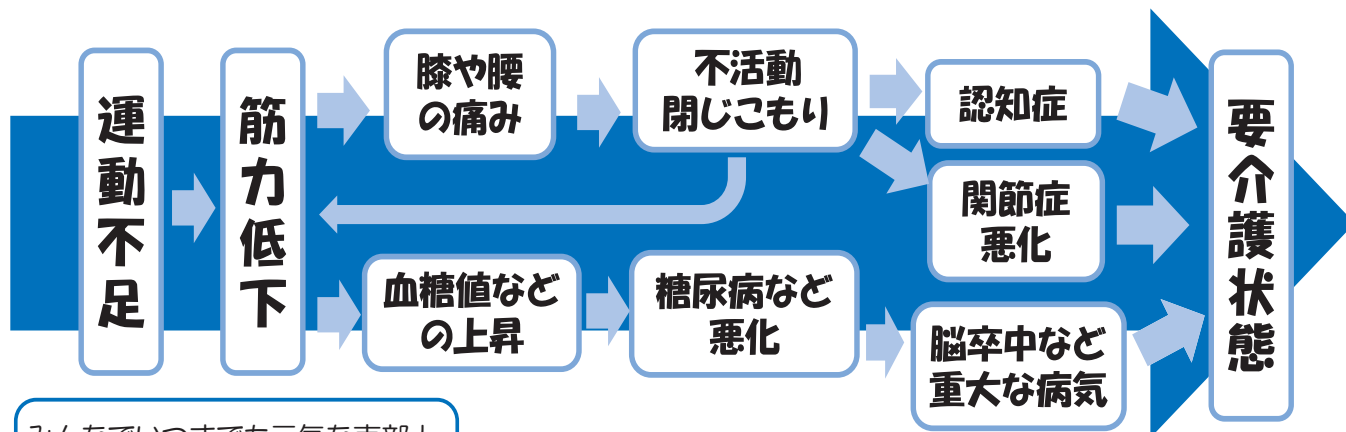 運動不足
筋力低下
膝や腰
の痛み
不活動
閉じこもり
認知症
関節症
悪化
血糖値など
の上昇
糖尿病など
悪化
脳卒中など
重大な病気
要介護状態